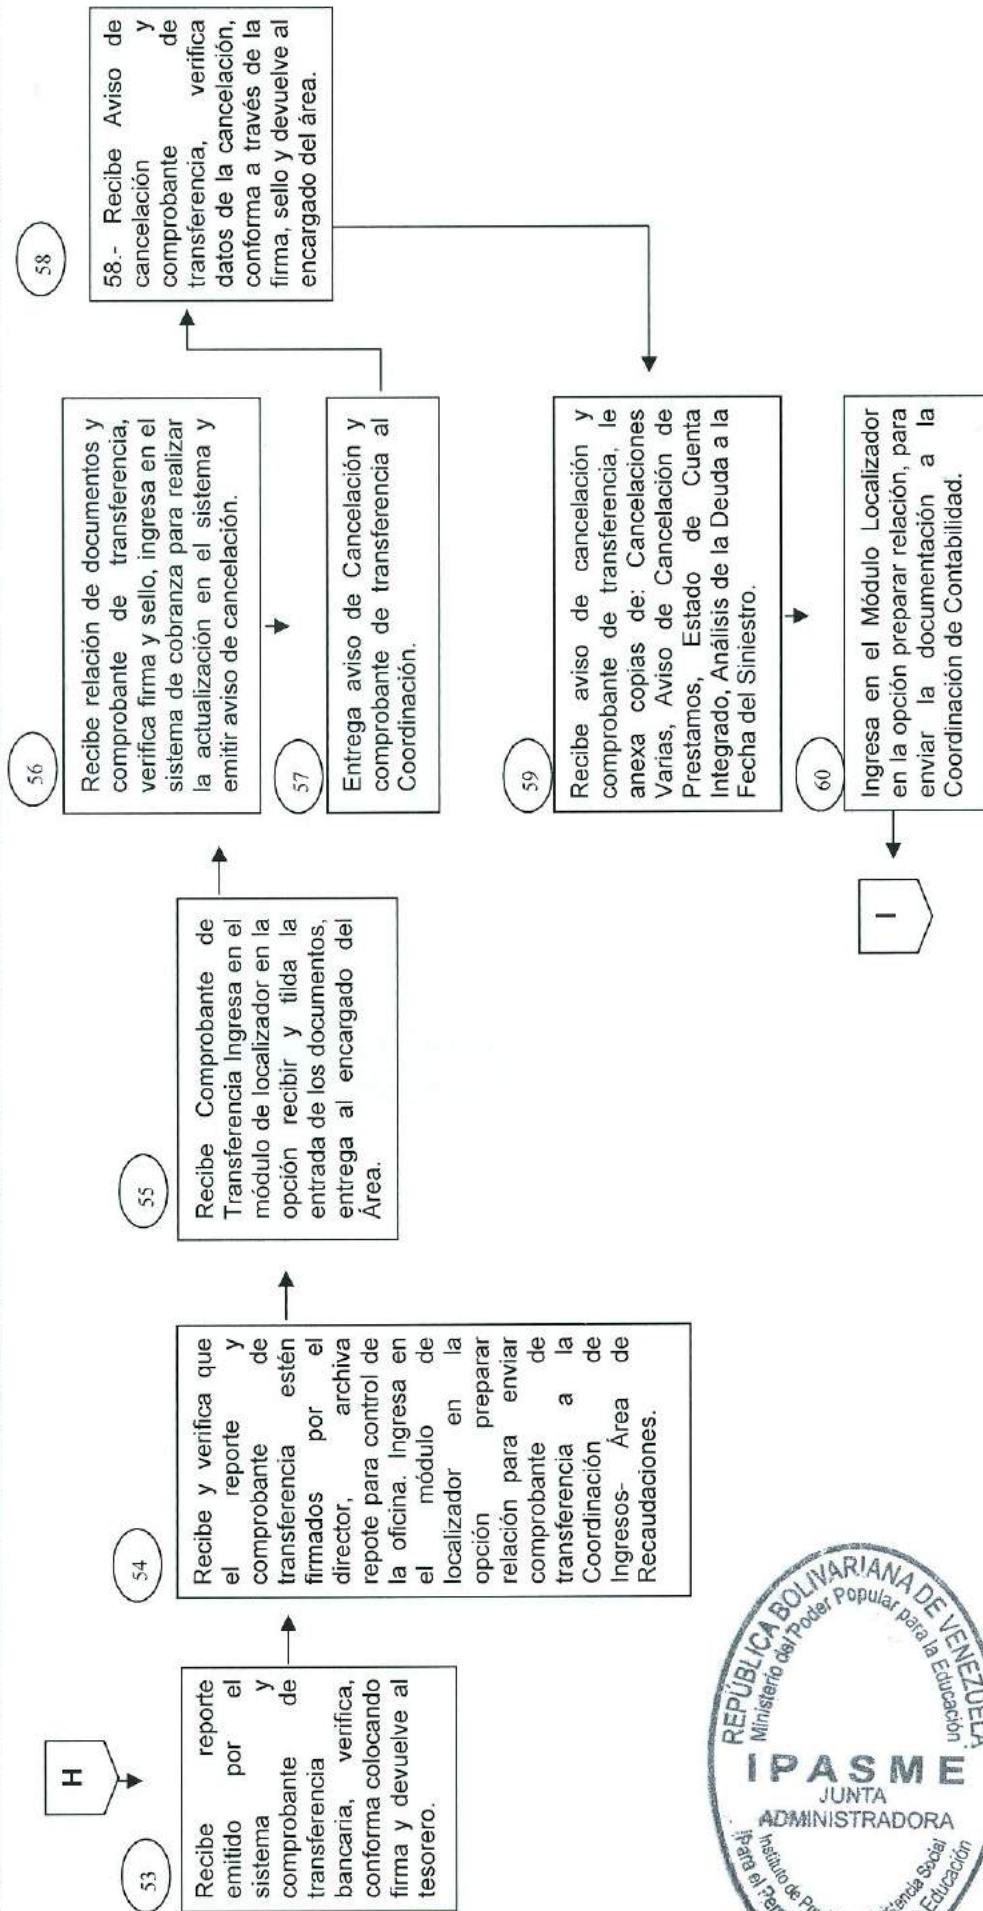 H
53
Recibe reporte
emitido por el
sistema y
comprobante de
transferencia
bancaria, verifica,
conforma colocando
firma y devuelve al
tesorero.
54
Recibe y verifica que
el reporte y
comprobante de
transferencia estén
firmados por el
director, archiva
repote para control de
la oficina. Ingresa en
el módulo de
localizador en la
opción preparar
relación para enviar
comprobante de
transferencia a la
Coordinación de
Ingresos- Área de
Recaudaciones.
55
Recibe Comprobante de
Transferencia Ingresa en el
módulo de localizador en la
opción recibir y tilda la
entrada de los documentos,
entrega al encargado del
Área.
56
Recibe relación de documentos y
comprobante de transferencia,
verifica firma y sello, ingresa en el
sistema de cobranza para realizar
la actualización en el sistema y
emitir aviso de cancelación.
57
Entrega aviso de Cancelación y
comprobante de transferencia al
Coordinación.
58
58.- Recibe Aviso de
cancelación y
comprobante de
transferencia, verifica
datos de la cancelación,
conforma a través de la
firma, sello y devuelve al
encargado del área.
59
Recibe aviso de cancelación y
comprobante de transferencia, le
anexa copias de: Cancelaciones
Varias, Aviso de Cancelación de
Prestamos, Estado de Cuenta
Integrado, Análisis de la Deuda a la
Fecha del Siniestro.
60
Ingresa en el Módulo Localizador
en la opción preparar relación, para
enviar la documentación a la
Coordinación de Contabilidad.
I
REPÚBLICA BOLIVARIANA DE VENEZUELA
Ministerio del Poder Popular para la Educación
IPASME
JUNTA
ADMINISTRADORA
Instituto de
Social
Para el
Educación